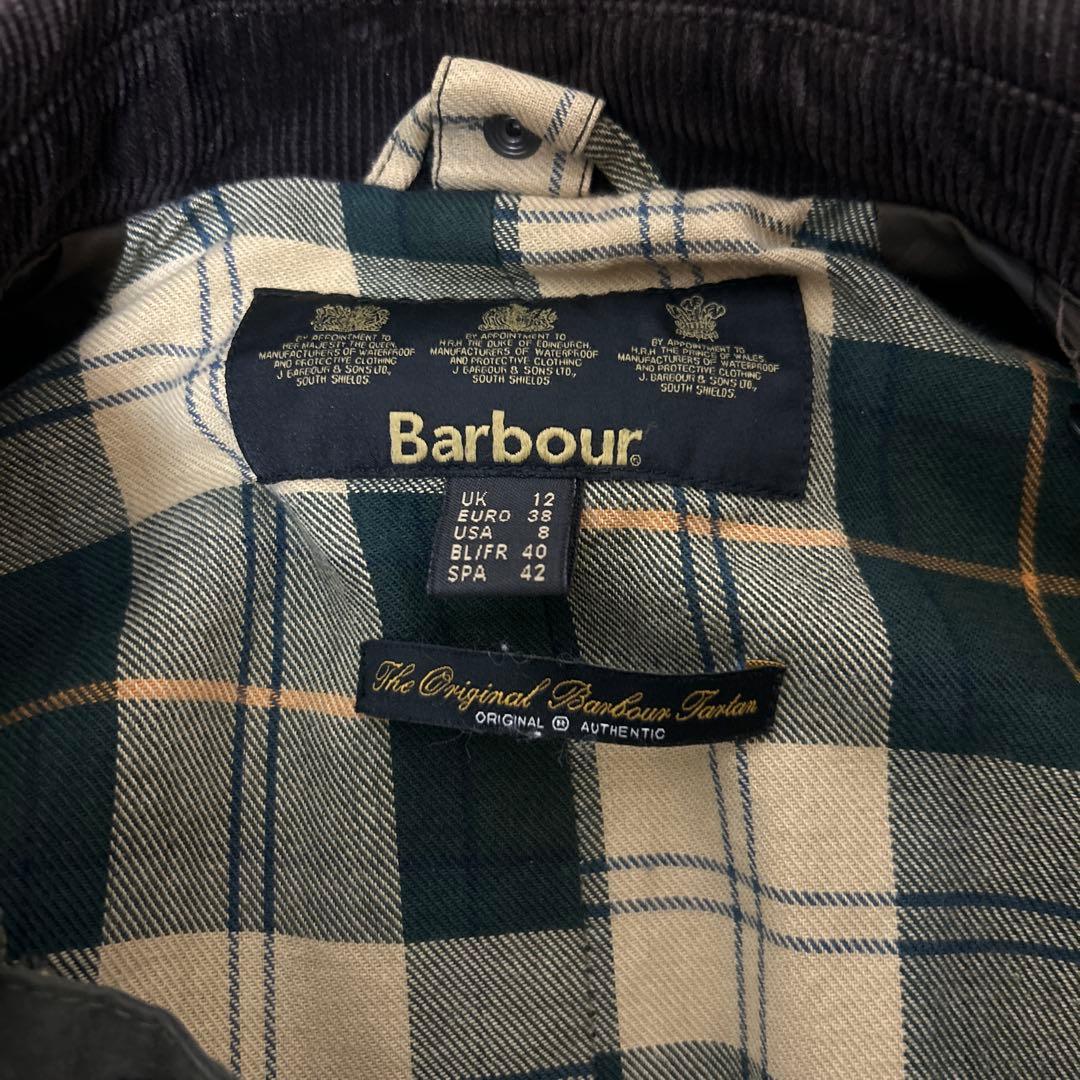 BY APPOINTMENT TO
HER MAJESTY THE QUEEN
MANUFACTURERS OF WATERPROOF
AND PROTECTIVE CLOTHING
J. BARBOUR & SONS LTD,
SOUTH SHIELDS.
BY APPOINTMENT TO
H.R.H. THE DUKE OF EDINBURGH,
MANUFACTURERS OF WATERPROOF
AND PROTECTIVE CLOTHING
J. BARBOUR & SONS LTD.,
SOUTH SHIELDS.
BY APPOINTMENT TO
H.R.H. THE PRINCE OF WALES
MANUFACTURERS OF WATERPROOF
AND PROTECTIVE CLOTHING
J. BARBOUR & SONS LTD.,
SOUTH SHIELDS.
Barbour®
UK 12
EURO 38
USA 8
BL/FR 40
SPA 42
The Original Barbour Tartan
ORIGINAL ® AUTHENTIC